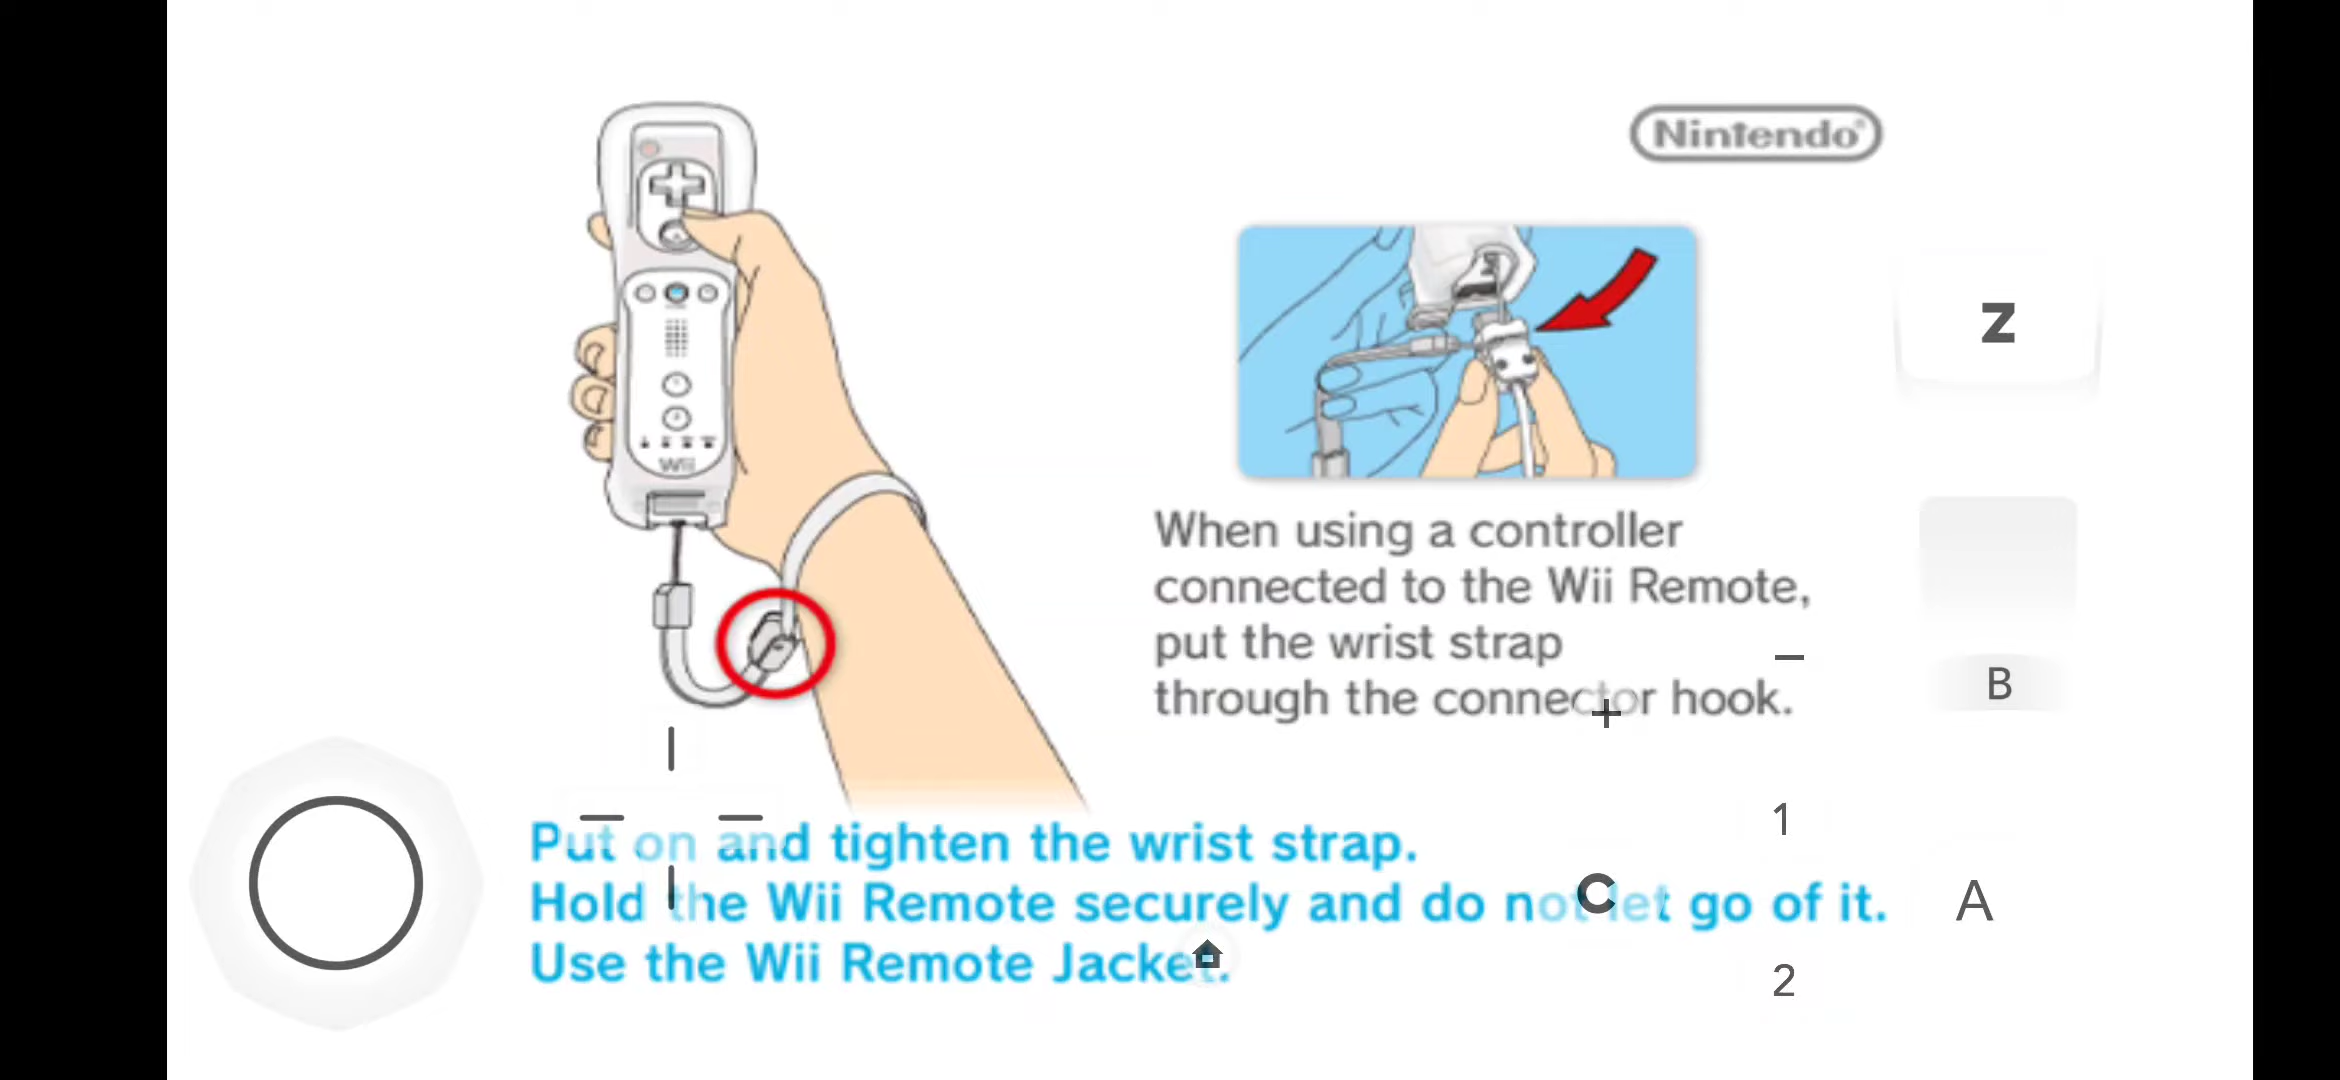 Nintendo®
Wii
When using a controller
connected to the Wii Remote,
put the wrist strap
through the connector hook.
Put on and tighten the wrist strap.
Hold the Wii Remote securely and do not let go of it.
Use the Wii Remote Jacket.
Z
B
-
+
1
C
A
2